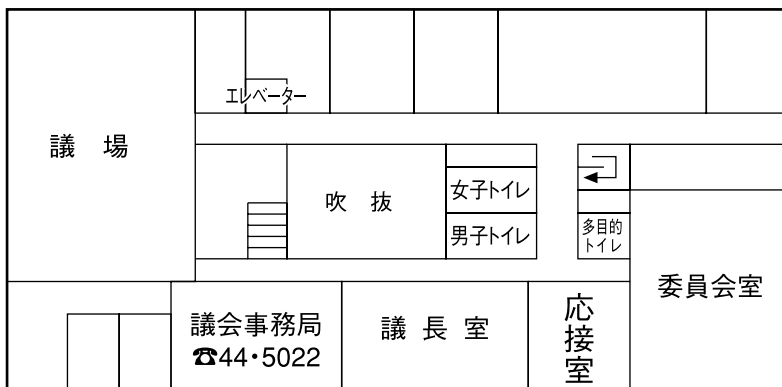 エレベーター
議 場
吹 抜
女子トイレ
男子トイレ
多目的
トイレ
委員会室
議会事務局
☎44・5022
議 長 室
応接室